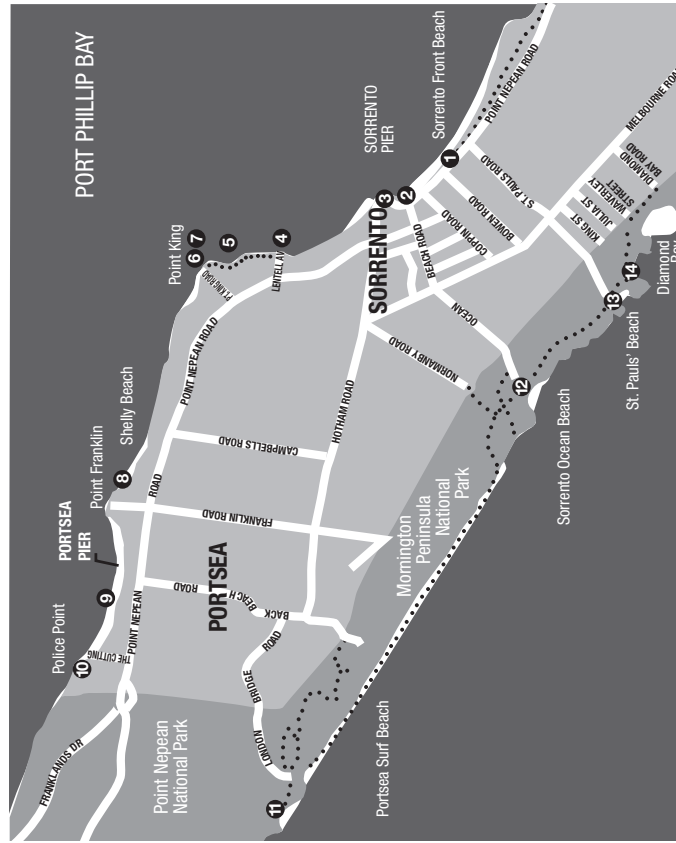 PORT PHILLIP BAY
Sorrento Front Beach
POINT NEPEAN ROAD
MELBOURNE ROAD
SORRENTO
PIER
1
2
3
ST. PAULS ROAD
DIAMOND
BAY ROAD
WAVERLEY
STREET
JULIA ST
KING ST
BOWEN ROAD
COPPIN ROAD
BEACH ROAD
OCEAN
SORRENTO
Point King
6
7
5
4
LENTELL AV
PT KING ROAD
POINT NEPEAN ROAD
NORMANBY ROAD
HOTHAM ROAD
CAMPBELLS ROAD
14
13
Diamond
St. Pauls' Beach
12
Sorrento Ocean Beach
Shelly Beach
8
Point Franklin
ROAD
FRANKLIN ROAD
Mornington
Peninsula
National
Park
PORTSEA
PIER
9
PORTSEA
BACK
BEACH
ROAD
POINT NEPEAN
Police Point
10
THE CUTTING
LONDON
BRIDGE
ROAD
Portsea Surf Beach
11
Point Nepean
National Park
FRANKLANDS DR